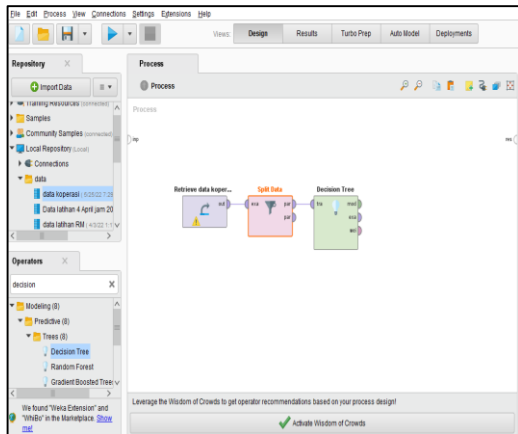 File Edit Process View Connections Settings Extensions Help
Views: Design Results Turbo Prep Auto Model Deployments
Repository X
Import Data
Training Resources (connected)
Samples
Community Samples (connected)
Local Repository (Local)
Connections
data
data koperasi
Data latihan 4 April jam 20
data latihan RM
Operators X
decision X
Modeling (8)
Predictive (8)
Trees (8)
Decision Tree
Random Forest
Gradient Boosted Trees
We found "Weka Extension" and
"WhiBo" in the Marketplace. Show
me!
Process
Process
Process
inp
res
Retrieve data koper...
out
Split Data
exa par
par
Decision Tree
tra mod
exa
wei
Leverage the Wisdom of Crowds to get operator recommendations based on your process design!
Activate Wisdom of Crowds